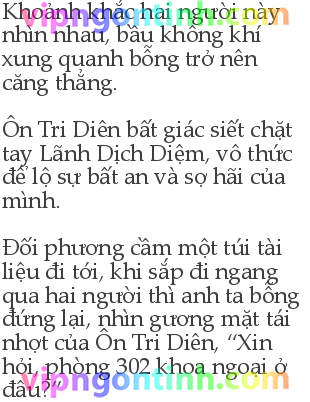 Khoảnh khắc hai người này
nhìn nhau, bầu không khí
xung quanh bỗng trở nên
căng thẳng.
Ôn Tri Diên bất giác siết chặt
tay Lãnh Dịch Diệm, vô thức
để lộ sự bất an và sợ hãi của
mình.
Đối phương cầm một túi tài
liệu đi tới, khi sắp đi ngang
qua hai người thì anh ta bỗng
đứng lại, nhìn gương mặt tái
nhợt của Ôn Tri Diên, “Xin
hỏi, phòng 302 khoa ngoại ở
đâu?”
vipngontinh.com
vipngontinh.com